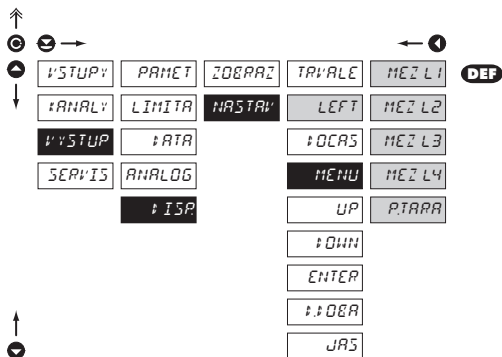 C
VSTUPY PAMET ZOBRAZ TRVALE MEZ L1 DEF
KANALY LIMITA NASTAV LEFT MEZ L2
VYSTUP DATA DOCAS MEZ L3
SERVIS ANALOG MENU MEZ L4
DISP. UP P.TARA
DOWN
ENTER
D.DOBA
JAS